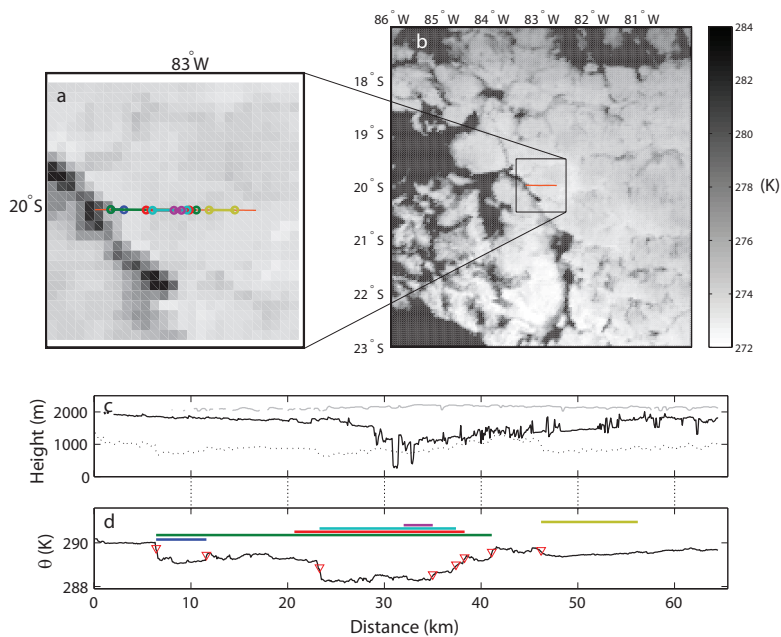 86°W 85°W 84°W 83°W 82°W 81°W
83°W
a
20°S
b
17°S
18°S
19°S
20°S
21°S
22°S
23°S
284
282
280
278
276
274
272
(K)
c
Height (m)
2000
1000
0
d
θ (K)
290
288
0 10 20 30 40 50 60
Distance (km)